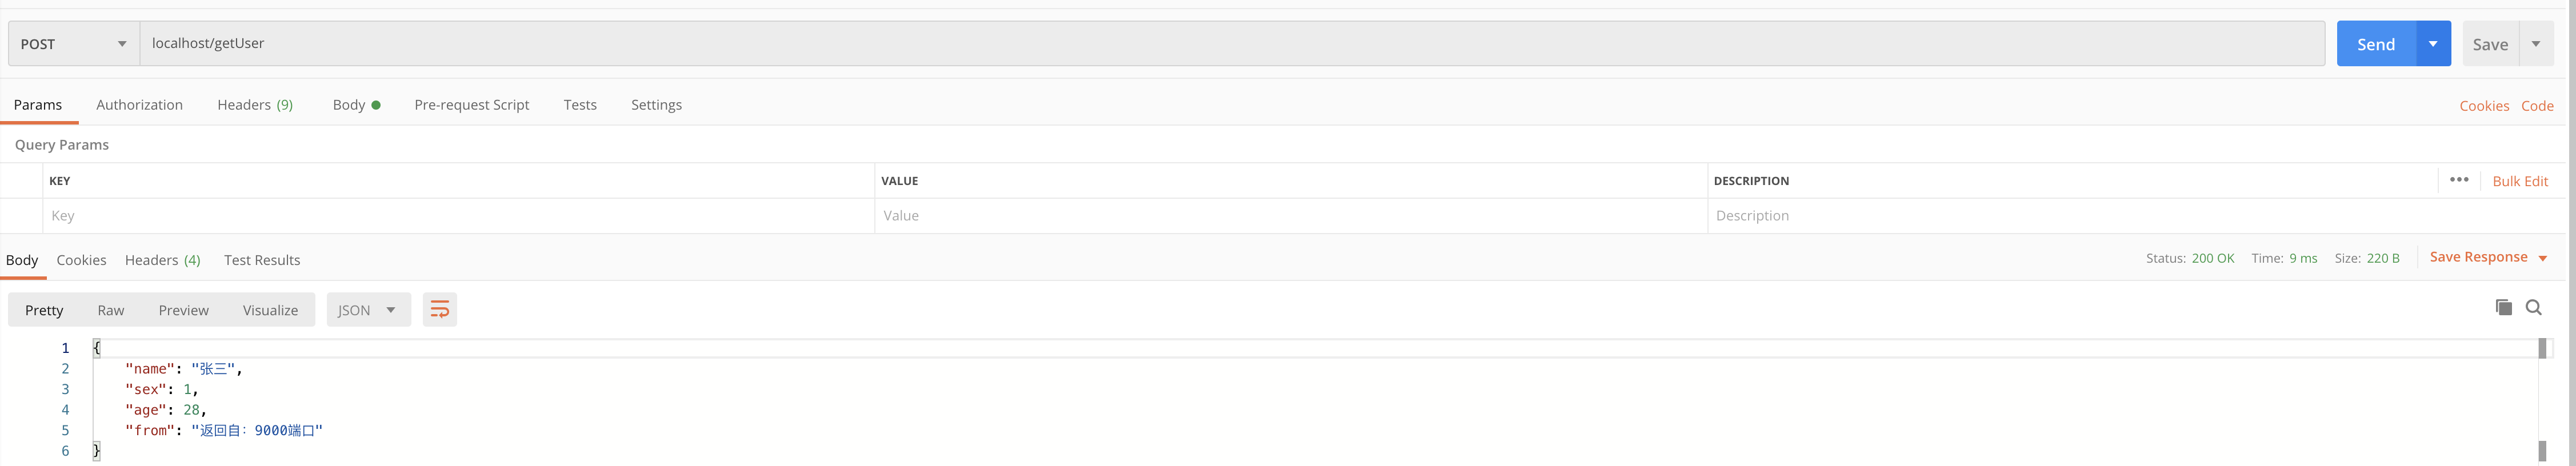 POST localhost/getUser Send Save
Params Authorization Headers (9) Body Pre-request Script Tests Settings Cookies Code
Query Params
KEY VALUE DESCRIPTION ••• Bulk Edit
Key Value Description
Body Cookies Headers (4) Test Results Status: 200 OK Time: 9 ms Size: 220 B Save Response
Pretty Raw Preview Visualize JSON
1 {
2 "name": "张三",
3 "sex": 1,
4 "age": 28,
5 "from": "返回自：9000端口"
6 }